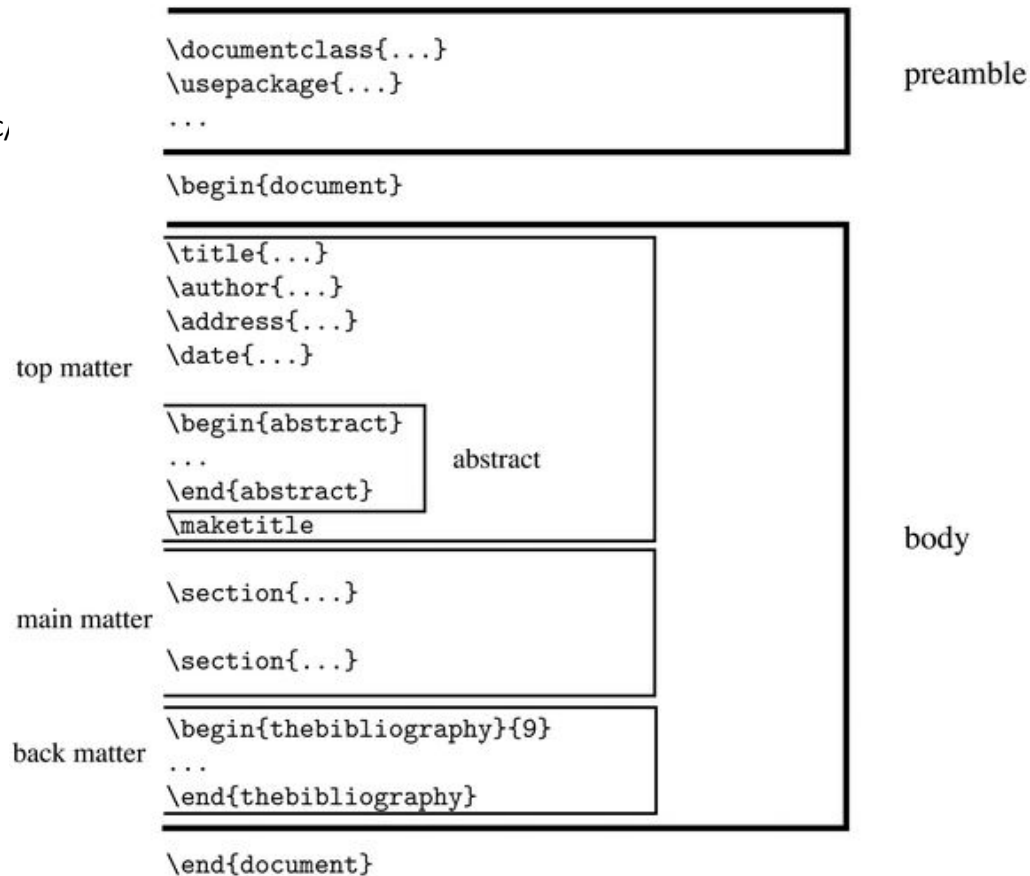 \documentclass{...}
\usepackage{...}
...
preamble
\begin{document}
\title{...}
\author{...}
\address{...}
\date{...}
top matter
\begin{abstract}
...
\end{abstract}
abstract
\maketitle
body
\section{...}
main matter
\section{...}
\begin{thebibliography}{9}
back matter
...
\end{thebibliography}
\end{document}